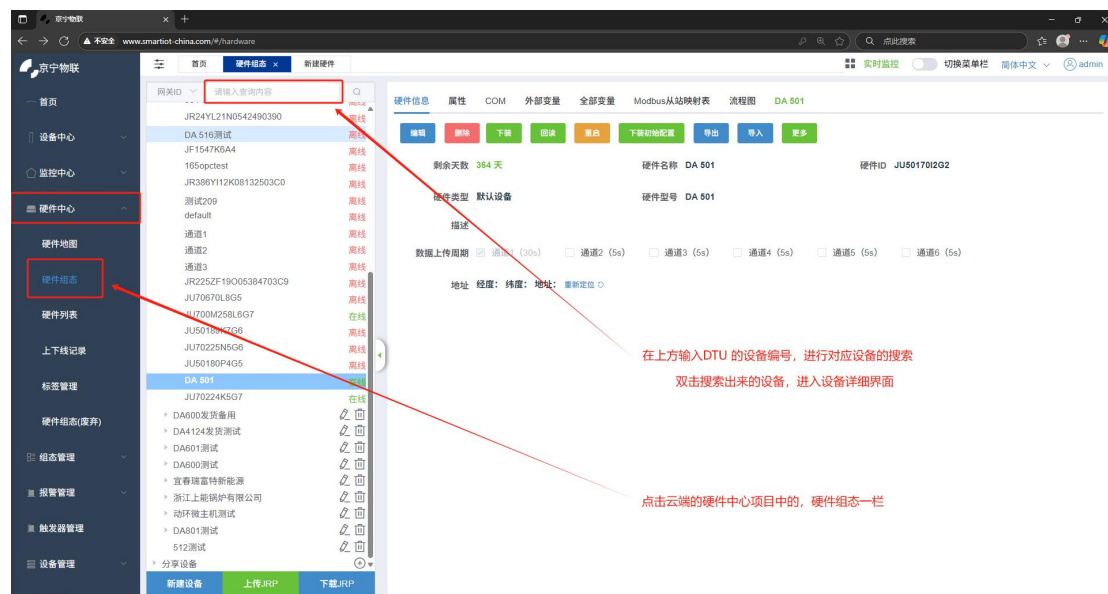 京宁物联
不安全 www.smartiot-china.com/#/hardware
点此搜索
京宁物联
首页
硬件组态 ×
新建硬件
实时监控
切换菜单栏
简体中文
admin
首页
设备中心
监控中心
硬件中心
硬件地图
硬件组态
硬件列表
上下线记录
标签管理
硬件组态(废弃)
组态管理
报警管理
触发器管理
设备管理
网关ID
请输入查询内容
离线
JR24YL21N0542490390 离线
DA 516测试 离线
JF1547K6A4 离线
165opctest 离线
JR386YI12K08132503C0 离线
测试209 离线
default 离线
通道1 离线
通道2 离线
通道3 离线
JR225ZF19O05384703C9 离线
JU70670L8G5 离线
JU700M258L6G7 在线
JU50189K7G6 离线
JU70225N5G6 离线
JU50180P4G5 离线
DA 501 在线
JU70224K5G7 在线
DA600发货备用
DA4124发货测试
DA601测试
DA600测试
宜春瑞富特新能源
浙江上能锅炉有限公司
动环微主机测试
DA801测试
512测试
分享设备
新建设备 上传JRP 下载JRP
硬件信息 属性 COM 外部变量 全部变量 Modbus从站映射表 流程图 DA 501
编辑 删除 下装 回读 重启 下装初始配置 导出 导入 更多
剩余天数 364 天 硬件名称 DA 501 硬件ID JU50170I2G2
硬件类型 默认设备 硬件型号 DA 501
描述
数据上传周期 通道1 (30s) 通道2 (5s) 通道3 (5s) 通道4 (5s) 通道5 (5s) 通道6 (5s)
地址 经度: 纬度: 地址: 重新定位
在上方输入DTU 的设备编号，进行对应设备的搜索
双击搜索出来的设备，进入设备详细界面
点击云端的硬件中心项目中的，硬件组态一栏